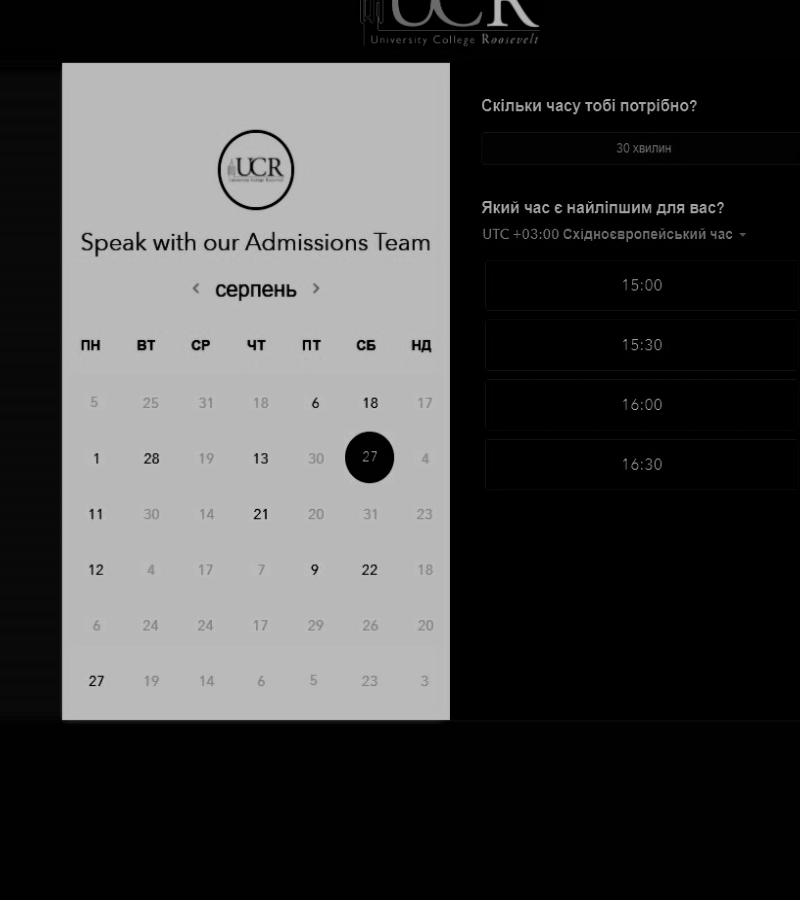 UCR
University College Roosevelt
UCR
University College Roosevelt
Speak with our Admissions Team
серпень
ПН ВТ СР ЧТ ПТ СБ НД
5 25 31 18 6 18 17
1 28 19 13 30 27 4
11 30 14 21 20 31 23
12 4 17 7 9 22 18
6 24 24 17 29 26 20
27 19 14 6 5 23 3
Скільки часу тобі потрібно?
30 хвилин
Який час є найліпшим для вас?
UTC +03:00 Східноєвропейський час
15:00
15:30
16:00
16:30